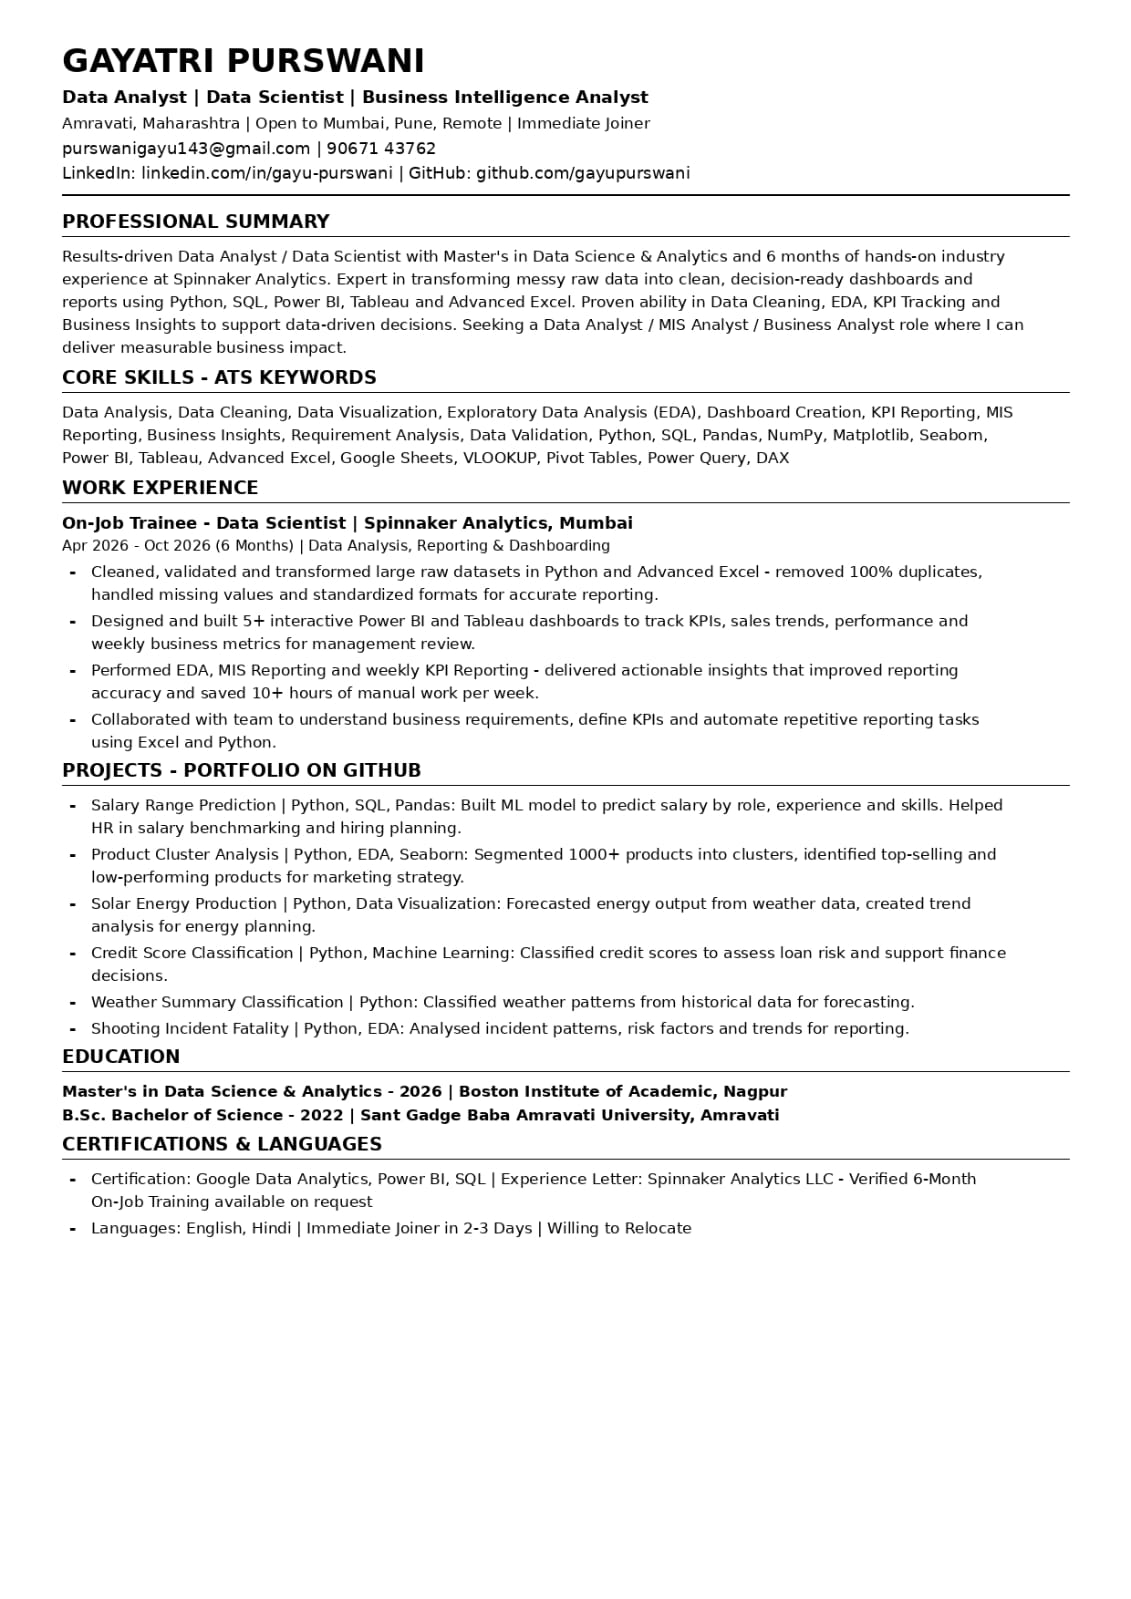 GAYATRI PURSWANI
Data Analyst | Data Scientist | Business Intelligence Analyst
Amravati, Maharashtra | Open to Mumbai, Pune, Remote | Immediate Joiner
purswanigayu143@gmail.com | 90671 43762
LinkedIn: linkedin.com/in/gayu-purswani | GitHub: github.com/gayupurswani
PROFESSIONAL SUMMARY
Results-driven Data Analyst / Data Scientist with Master's in Data Science & Analytics and 6 months of hands-on industry
experience at Spinnaker Analytics. Expert in transforming messy raw data into clean, decision-ready dashboards and
reports using Python, SQL, Power BI, Tableau and Advanced Excel. Proven ability in Data Cleaning, EDA, KPI Tracking and
Business Insights to support data-driven decisions. Seeking a Data Analyst / MIS Analyst / Business Analyst role where I can
deliver measurable business impact.
CORE SKILLS - ATS KEYWORDS
Data Analysis, Data Cleaning, Data Visualization, Exploratory Data Analysis (EDA), Dashboard Creation, KPI Reporting, MIS
Reporting, Business Insights, Requirement Analysis, Data Validation, Python, SQL, Pandas, NumPy, Matplotlib, Seaborn,
Power BI, Tableau, Advanced Excel, Google Sheets, VLOOKUP, Pivot Tables, Power Query, DAX
WORK EXPERIENCE
On-Job Trainee - Data Scientist | Spinnaker Analytics, Mumbai
Apr 2026 - Oct 2026 (6 Months) | Data Analysis, Reporting & Dashboarding
- Cleaned, validated and transformed large raw datasets in Python and Advanced Excel - removed 100% duplicates,
handled missing values and standardized formats for accurate reporting.
- Designed and built 5+ interactive Power BI and Tableau dashboards to track KPIs, sales trends, performance and
weekly business metrics for management review.
- Performed EDA, MIS Reporting and weekly KPI Reporting - delivered actionable insights that improved reporting
accuracy and saved 10+ hours of manual work per week.
- Collaborated with team to understand business requirements, define KPIs and automate repetitive reporting tasks
using Excel and Python.
PROJECTS - PORTFOLIO ON GITHUB
- Salary Range Prediction | Python, SQL, Pandas: Built ML model to predict salary by role, experience and skills. Helped
HR in salary benchmarking and hiring planning.
- Product Cluster Analysis | Python, EDA, Seaborn: Segmented 1000+ products into clusters, identified top-selling and
low-performing products for marketing strategy.
- Solar Energy Production | Python, Data Visualization: Forecasted energy output from weather data, created trend
analysis for energy planning.
- Credit Score Classification | Python, Machine Learning: Classified credit scores to assess loan risk and support finance
decisions.
- Weather Summary Classification | Python: Classified weather patterns from historical data for forecasting.
- Shooting Incident Fatality | Python, EDA: Analysed incident patterns, risk factors and trends for reporting.
EDUCATION
Master's in Data Science & Analytics - 2026 | Boston Institute of Academic, Nagpur
B.Sc. Bachelor of Science - 2022 | Sant Gadge Baba Amravati University, Amravati
CERTIFICATIONS & LANGUAGES
- Certification: Google Data Analytics, Power BI, SQL | Experience Letter: Spinnaker Analytics LLC - Verified 6-Month
On-Job Training available on request
- Languages: English, Hindi | Immediate Joiner in 2-3 Days | Willing to Relocate